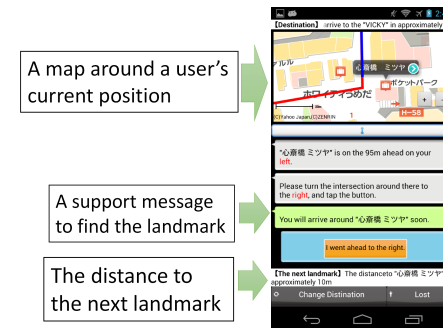 A map around a user's
current position
A support message
to find the landmark
The distance to
the next landmark
【Destination】 arrive to the "VICKY" in approximately
心斎橋 ミツヤ
ポケットパーク
ホワイティうめだ
H-58
(C)Yahoo Japan,(C)ZENRIN
1
"心斎橋 ミツヤ" is on the 95m ahead on your
left.
Please turn the intersection around there to
the right, and tap the button.
You will arrive around "心斎橋 ミツヤ" soon.
I went ahead to the right.
【The next landmark】 The distanceto "心斎橋 ミツヤ"
approximately 10m
Change Distination
Lost